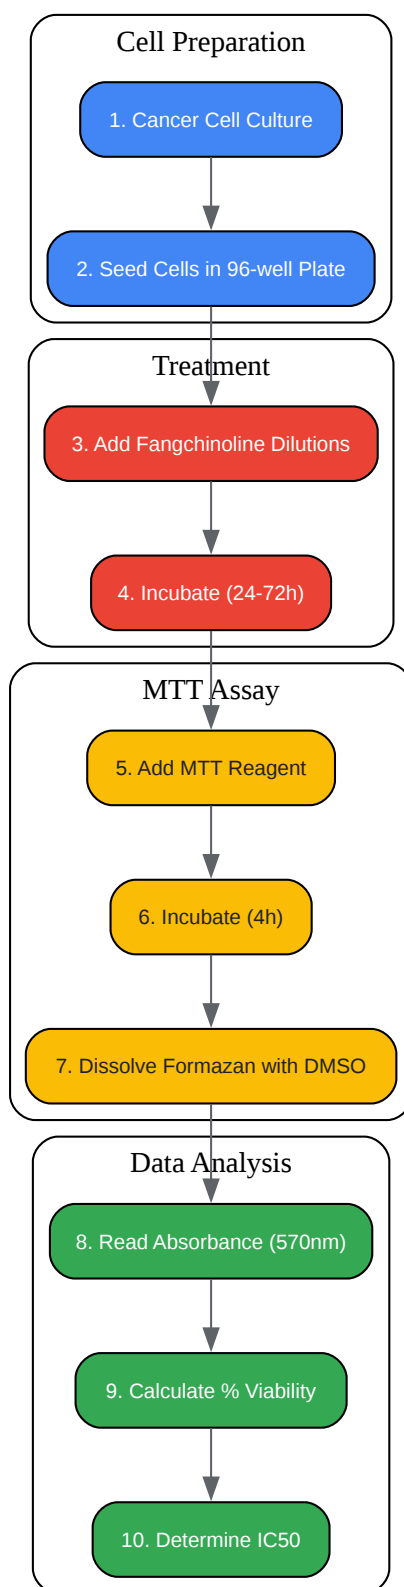 Cell Preparation
1. Cancer Cell Culture
2. Seed Cells in 96-well Plate
Treatment
3. Add Fangchinoline Dilutions
4. Incubate (24-72h)
MTT Assay
5. Add MTT Reagent
6. Incubate (4h)
7. Dissolve Formazan with DMSO
Data Analysis
8. Read Absorbance (570nm)
9. Calculate % Viability
10. Determine IC50